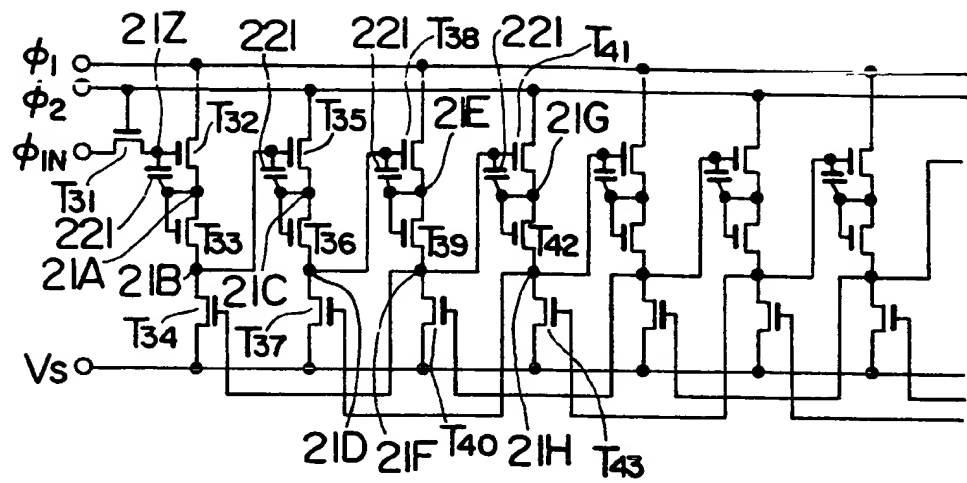 21Z 221 221 T38 221 T41
ϕ1
ϕ2
T32 T35 21E 21G
ϕIN
T31
221 T33 T36 T39 T42
21A 21B 21C
T34 T37
VS
21D 21F T40 21H T43